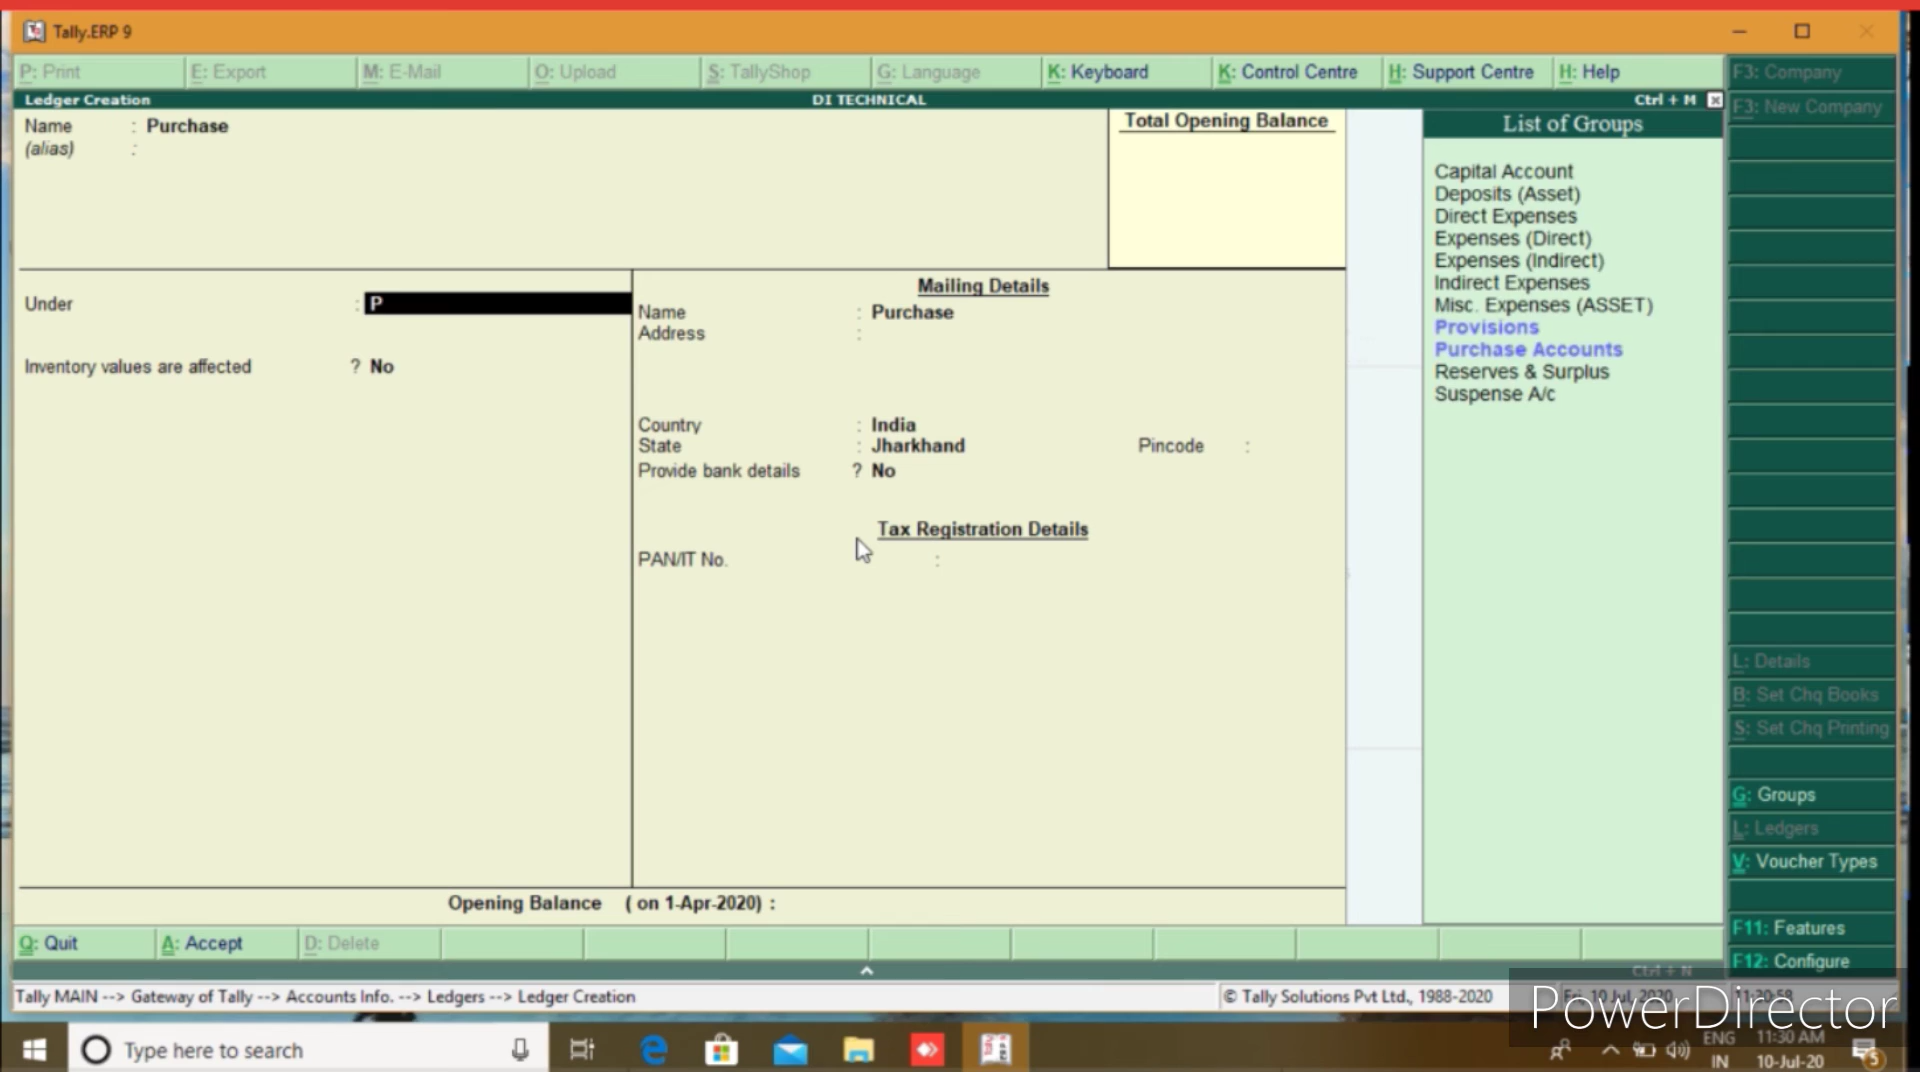 Tally.ERP 9
P: Print E: Export M: E-Mail O: Upload S: TallyShop G: Language K: Keyboard K: Control Centre H: Support Centre H: Help F3: Company
Ledger Creation DI TECHNICAL Ctrl + M
F3: New Company
Name : Purchase
(alias) :
Total Opening Balance
List of Groups
Capital Account
Deposits (Asset)
Direct Expenses
Expenses (Direct)
Expenses (Indirect)
Indirect Expenses
Misc. Expenses (ASSET)
Provisions
Purchase Accounts
Reserves & Surplus
Suspense A/c
Under : P
Inventory values are affected ? No
Mailing Details
Name : Purchase
Address :
Country : India
State : Jharkhand Pincode :
Provide bank details ? No
Tax Registration Details
PAN/IT No. :
L: Details
B: Set Chq Books
S: Set Chq Printing
G: Groups
L: Ledgers
V: Voucher Types
F11: Features
F12: Configure
Opening Balance ( on 1-Apr-2020) :
Q: Quit A: Accept D: Delete
Ctrl + N
Tally MAIN --> Gateway of Tally --> Accounts Info. --> Ledgers --> Ledger Creation © Tally Solutions Pvt Ltd., 1988-2020 Fri, 10 Jul, 2020
PowerDirector
Type here to search
ENG 11:30 AM
IN 10-Jul-20 5